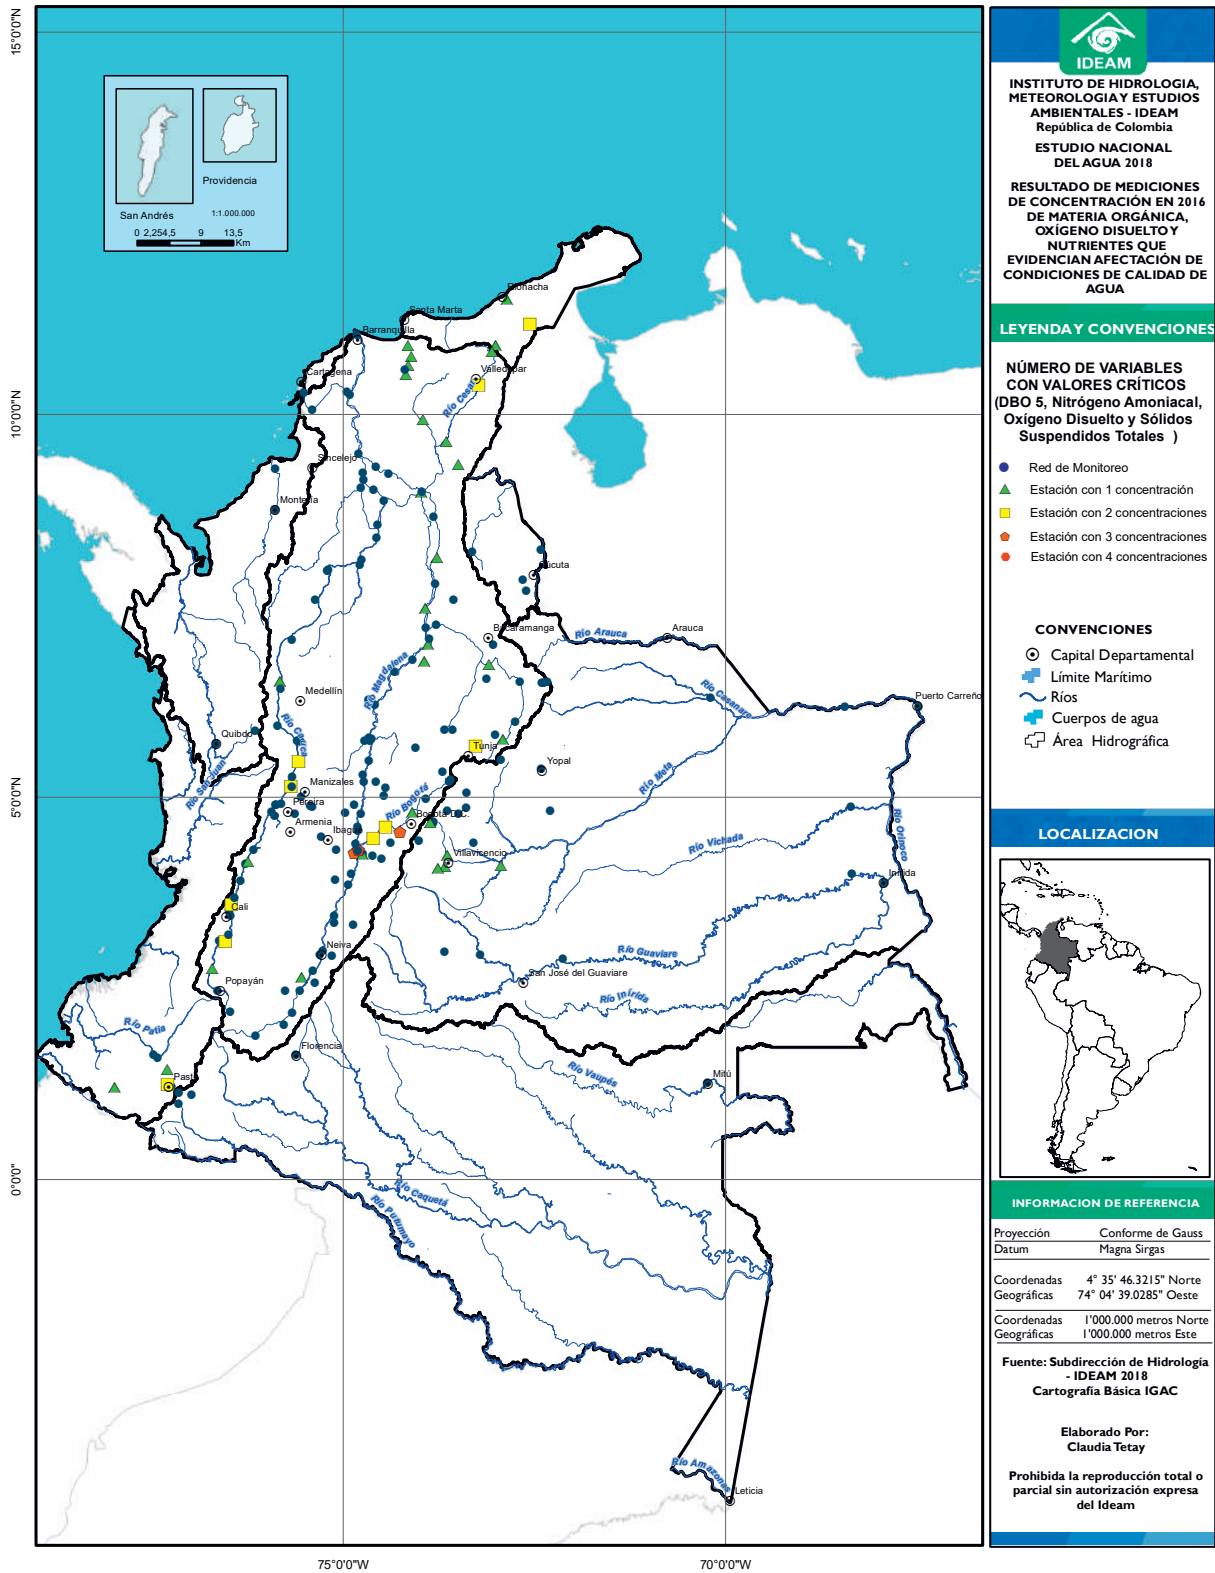 15°0'0"N
10°0'0"N
5°0'0"N
0°0'0"
75°0'0"W
70°0'0"W
San Andrés
Providencia
1:1.000.000
0 2,254,5 9 13,5
Km
Riohacha
Santa Marta
Barranquilla
Cartagena
Valledupar
Río Cesar
Sincelejo
Montería
Cúcuta
Bucaramanga
Río Arauca
Arauca
Río Magdalena
Medellín
Río Casanare
Puerto Carreño
Río Cauca
Quibdó
Tunja
Yopal
Río San Juan
Manizales
Río Meta
Pereira
Río Bogotá
Armenia
Bogotá D.C.
Ibagué
Río Orinoco
Río Vichada
Villavicencio
Inírida
Cali
Neiva
Río Guaviare
San José del Guaviare
Popayán
Río Inírida
Río Patía
Florencia
Río Vaupés
Mitú
Pasto
Río Caquetá
Río Putumayo
Río Amazonas
Leticia
IDEAM
INSTITUTO DE HIDROLOGIA,
METEOROLOGIA Y ESTUDIOS
AMBIENTALES - IDEAM
República de Colombia
ESTUDIO NACIONAL
DEL AGUA 2018
RESULTADO DE MEDICIONES
DE CONCENTRACIÓN EN 2016
DE MATERIA ORGÁNICA,
OXÍGENO DISUELTO Y
NUTRIENTES QUE
EVIDENCIAN AFECTACIÓN DE
CONDICIONES DE CALIDAD DE
AGUA
LEYENDA Y CONVENCIONES
NÚMERO DE VARIABLES
CON VALORES CRÍTICOS
(DBO 5, Nitrógeno Amoniacal,
Oxígeno Disuelto y Sólidos
Suspendidos Totales )
Red de Monitoreo
Estación con 1 concentración
Estación con 2 concentraciones
Estación con 3 concentraciones
Estación con 4 concentraciones
CONVENCIONES
Capital Departamental
Límite Marítimo
Ríos
Cuerpos de agua
Área Hidrográfica
LOCALIZACION
INFORMACION DE REFERENCIA
Proyección Conforme de Gauss
Datum Magna Sirgas
Coordenadas 4° 35' 46.3215" Norte
Geográficas 74° 04' 39.0285" Oeste
Coordenadas 1'000.000 metros Norte
Geográficas 1'000.000 metros Este
Fuente: Subdirección de Hidrología
- IDEAM 2018
Cartografía Básica IGAC
Elaborado Por:
Claudia Tetay
Prohibida la reproducción total o
parcial sin autorización expresa
del Ideam